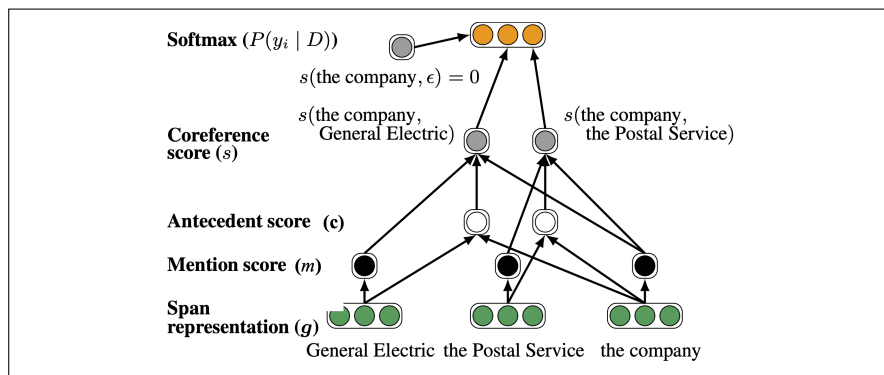 Softmax (P(y_i | D))
s(the company, ϵ) = 0
s(the company,
General Electric)
s(the company,
the Postal Service)
Coreference
score (s)
Antecedent score (c)
Mention score (m)
Span
representation (g)
General Electric the Postal Service the company